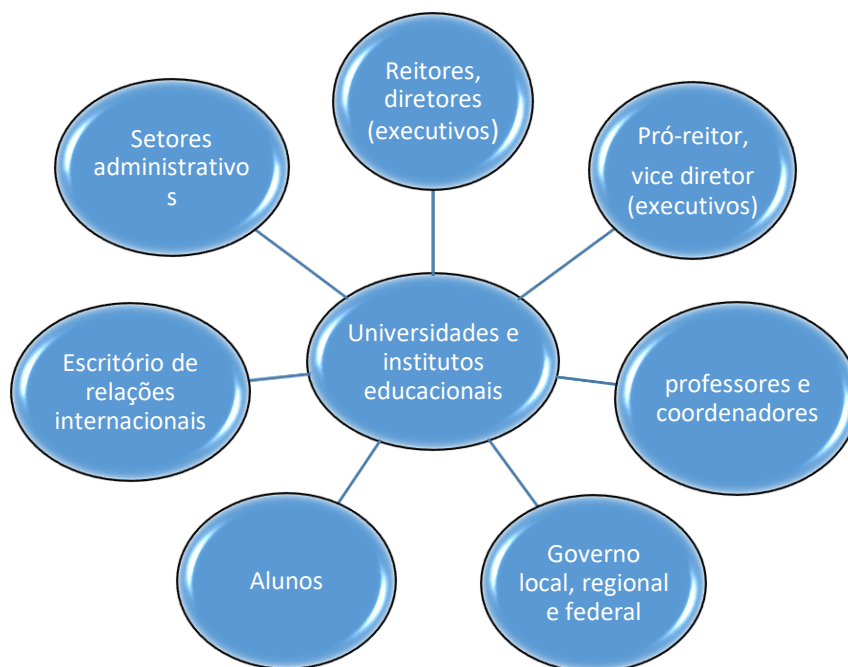 Reitores,
diretores
(executivos)
Pró-reitor,
vice diretor
(executivos)
professores e
coordenadores
Governo
local, regional
e federal
Alunos
Escritório de
relações
internacionais
Setores
administrativo
s
Universidades e
institutos
educacionais